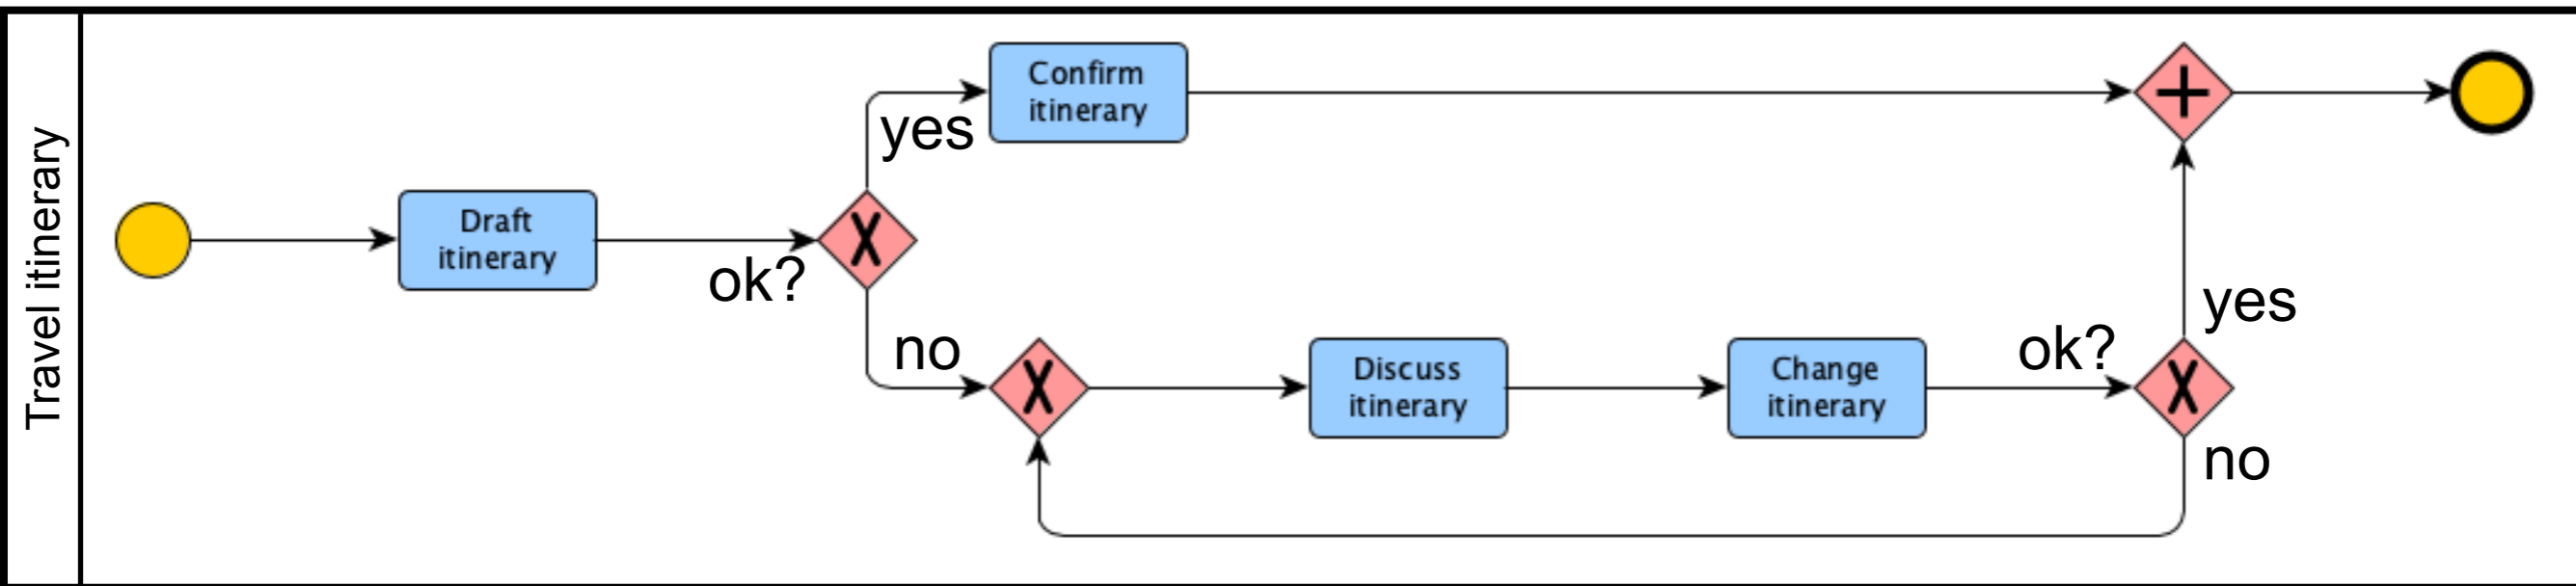 Travel itinerary
Draft
itinerary
ok?
yes
Confirm
itinerary
no
Discuss
itinerary
Change
itinerary
ok?
yes
no